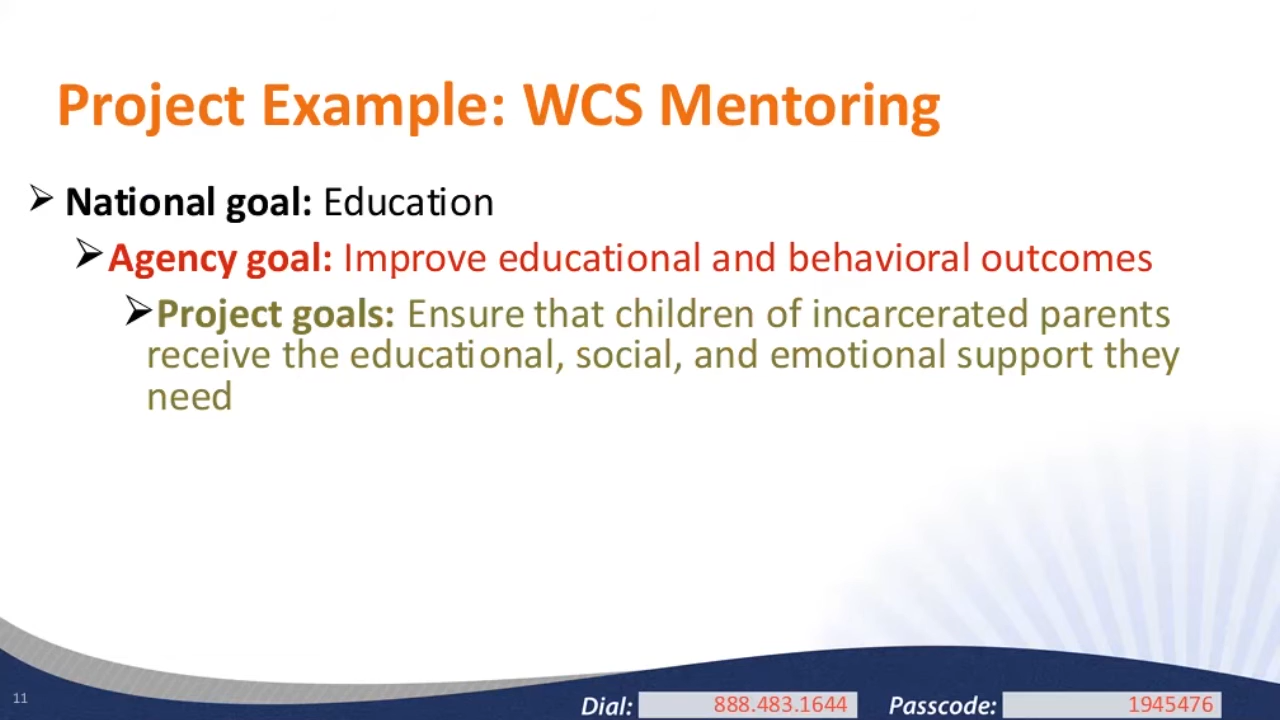 Project Example: WCS Mentoring
National goal: Education
Agency goal: Improve educational and behavioral outcomes
Project goals: Ensure that children of incarcerated parents
receive the educational, social, and emotional support they
need
11
Dial: 888.483.1644 Passcode: 1945476